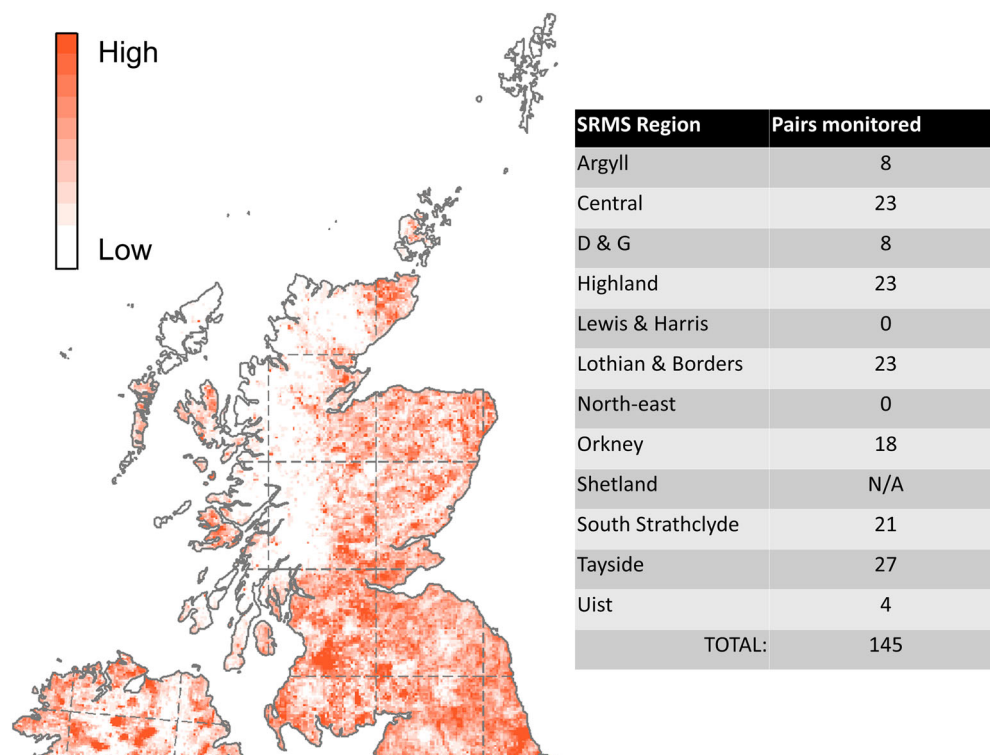 High
Low
SRMS Region Pairs monitored
Argyll 8
Central 23
D & G 8
Highland 23
Lewis & Harris 0
Lothian & Borders 23
North-east 0
Orkney 18
Shetland N/A
South Strathclyde 21
Tayside 27
Uist 4
TOTAL: 145